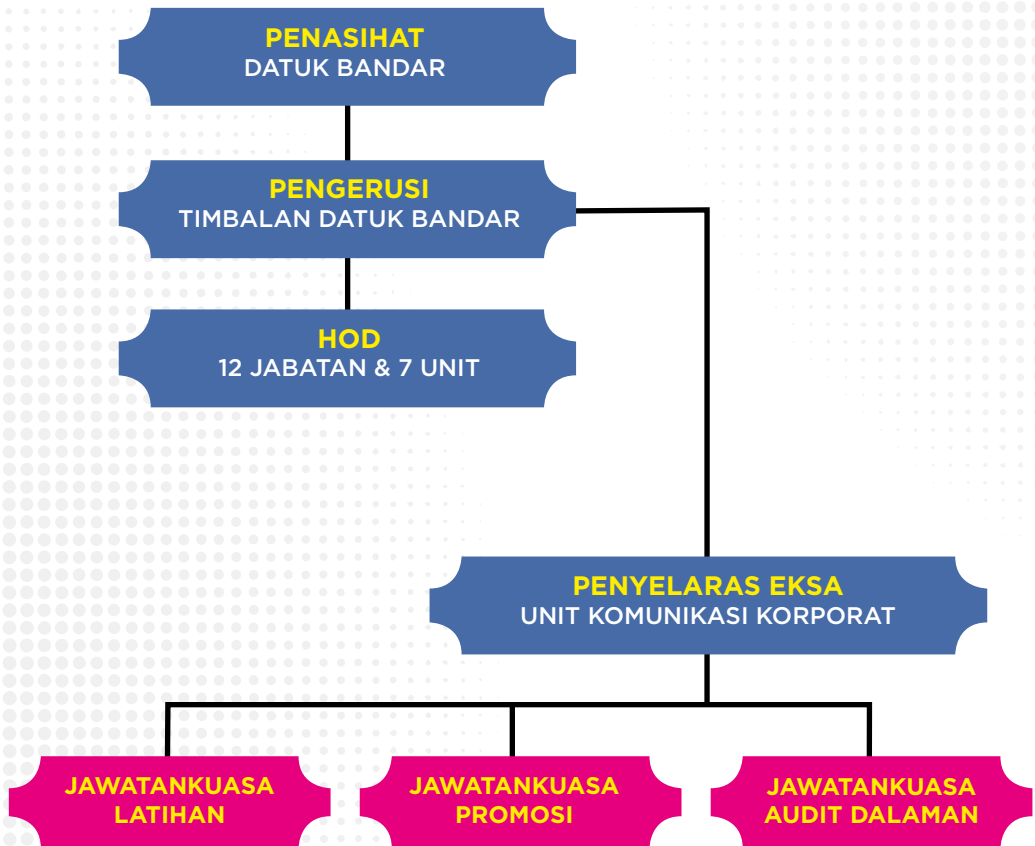 PENASIHAT
DATUK BANDAR
PENGERUSI
TIMBALAN DATUK BANDAR
HOD
12 JABATAN & 7 UNIT
PENYELARAS EKSA
UNIT KOMUNIKASI KORPORAT
JAWATANKUASA
LATIHAN
JAWATANKUASA
PROMOSI
JAWATANKUASA
AUDIT DALAMAN